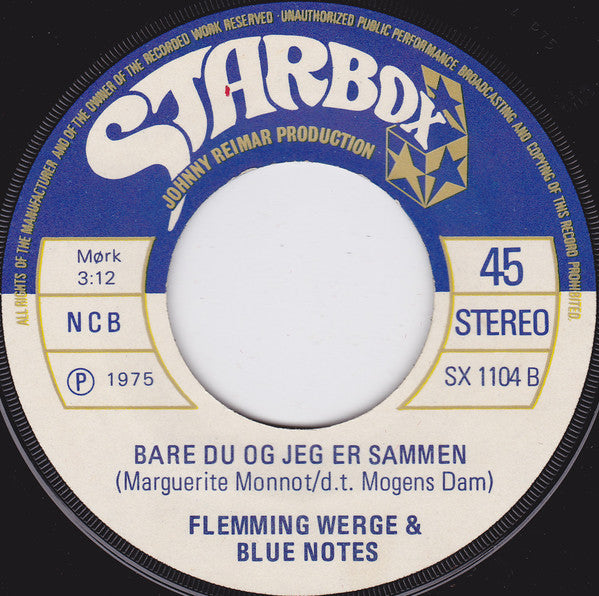 ALL RIGHTS OF THE MANUFACTURER AND OF THE OWNER OF THE RECORDED WORK RESERVED · UNAUTHORIZED PUBLIC PERFORMANCE BROADCASTING AND COPYING OF THIS RECORD PROHIBITED.
STARBOX
JOHNNY REIMAR PRODUCTION
Mørk
3:12
NCB
℗ 1975
45
STEREO
SX 1104 B
BARE DU OG JEG ER SAMMEN
(Marguerite Monnot/d.t. Mogens Dam)
FLEMMING WERGE &
BLUE NOTES